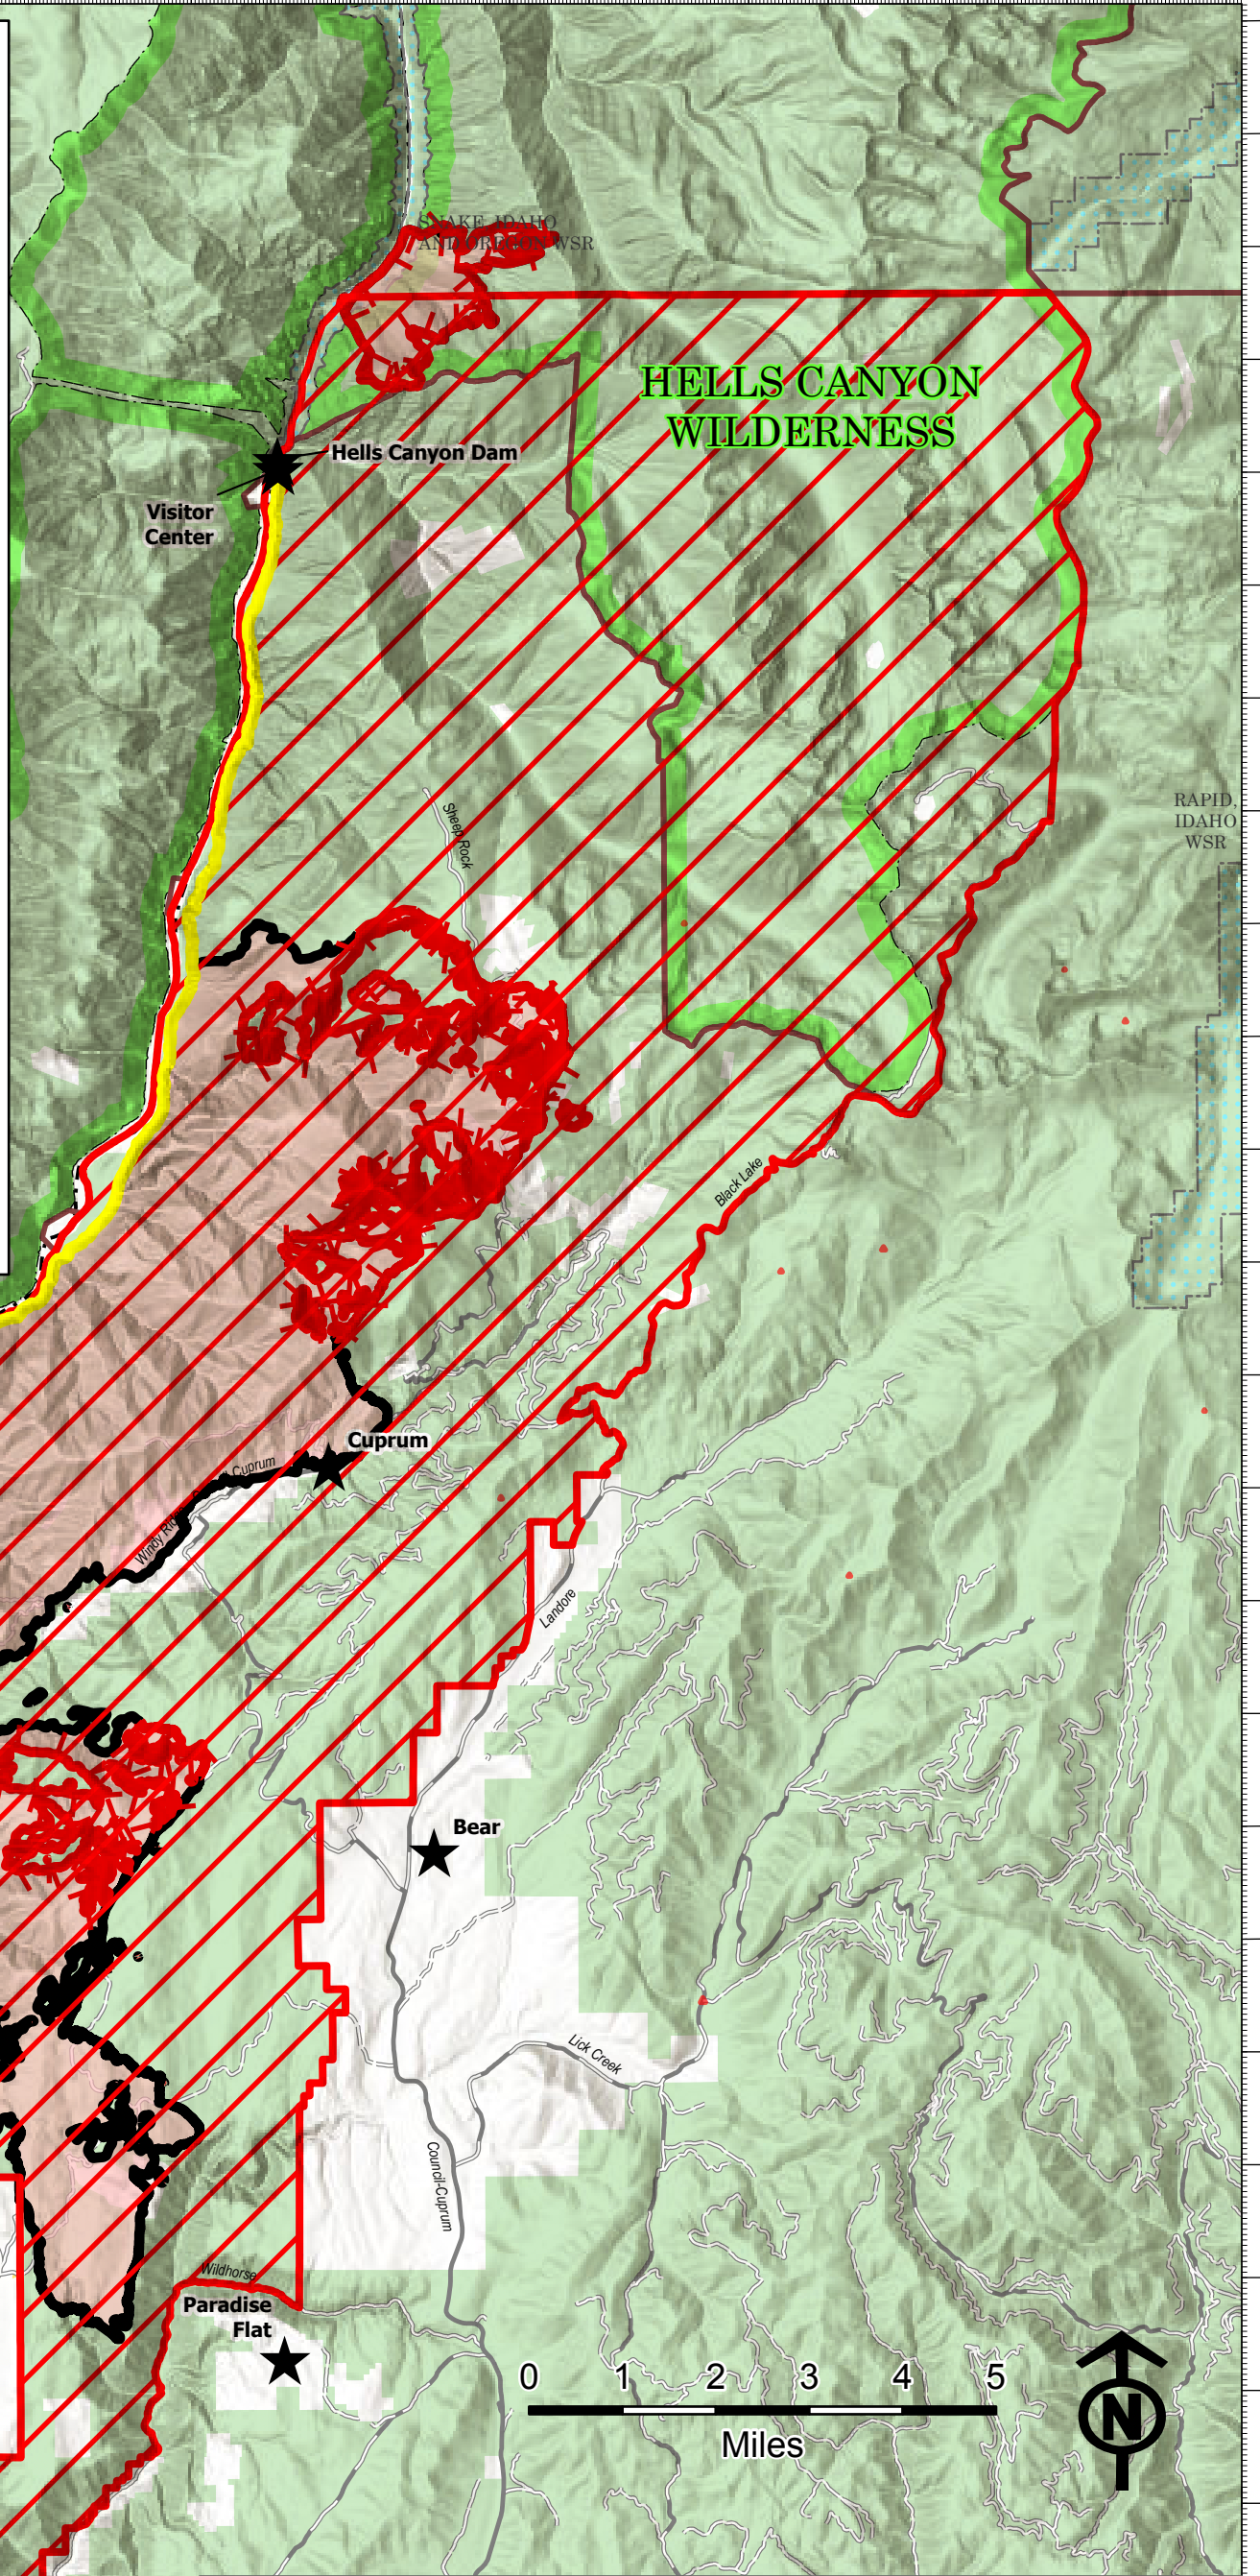 SNAKE, IDAHO
AND OREGON WSR
HELLS CANYON
WILDERNESS
Hells Canyon Dam
Visitor
Center
Sheep Rock
RAPID,
IDAHO
WSR
Black Lake
Cuprum
Cuprum
Landore
Bear
Lick Creek
Council-Cuprum
Wildhorse
Paradise
Flat
0 1 2 3 4 5
Miles
N